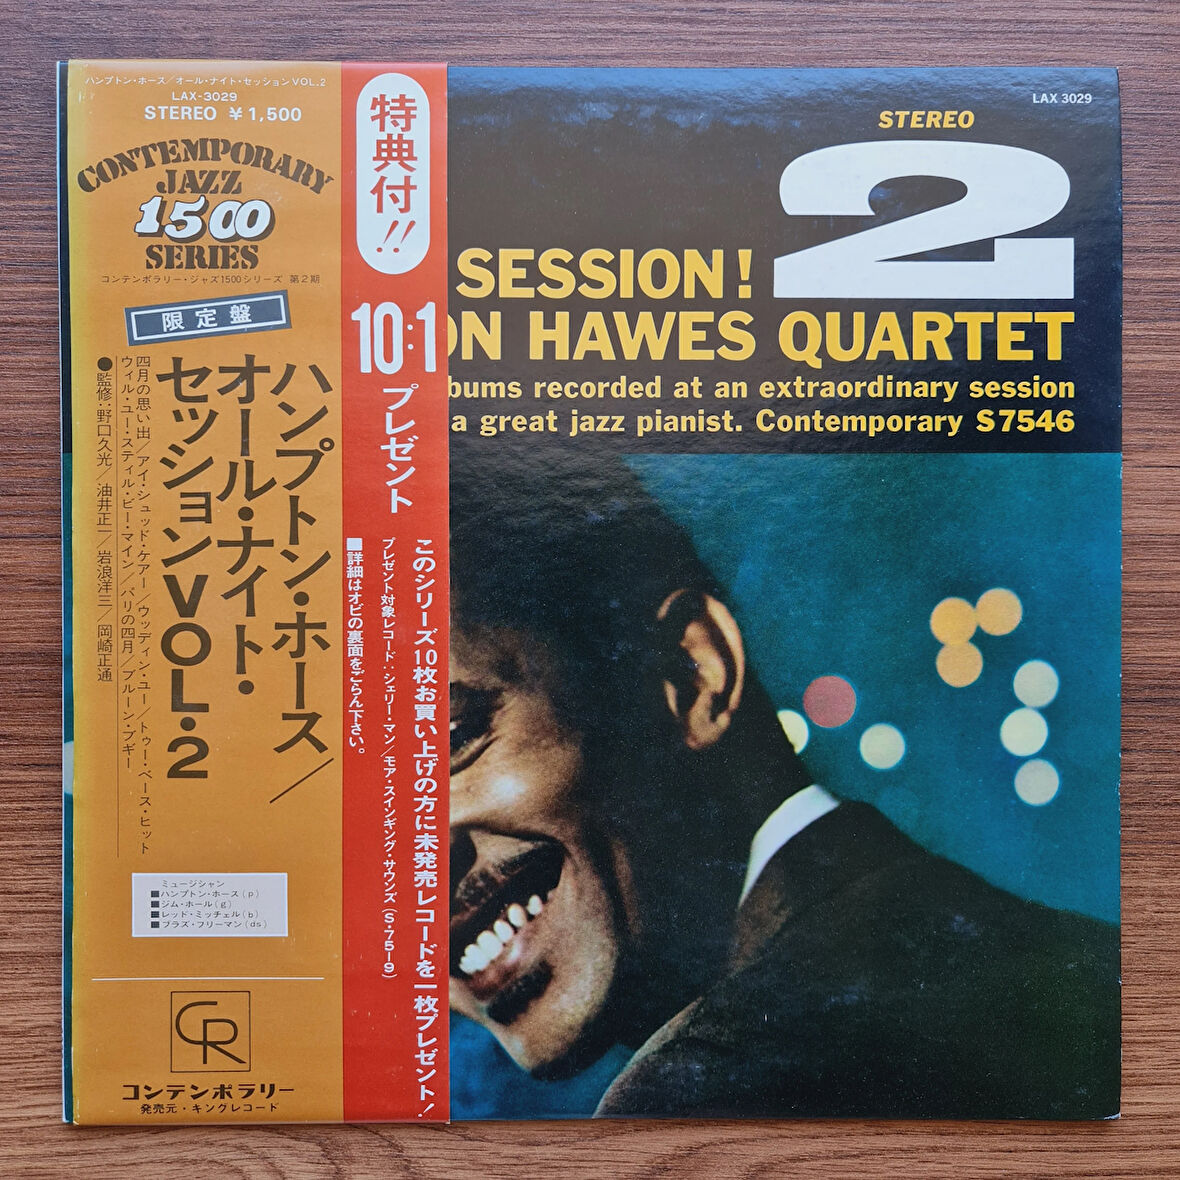 ハンプトン・ホース/オール・ナイト・セッションVOL.2
LAX-3029
STEREO ¥1,500
CONTEMPORARY
JAZZ
1500
SERIES
コンテンポラリー・ジャズ1500シリーズ 第2期
限定盤
ハンプトン・ホース/
オール・ナイト・
セッションVOL.2
四月の思い出/アイ・シュッド・ケアー/ウッディン・ユー/トゥー・ベース・ヒット
ウィル・ユー・スティル・ビー・マイン/パリの四月/ブルーン・ブギー
●監修:野口久光/油井正一/岩浪洋三/岡崎正通
ミュージシャン
■ハンプトン・ホース(p)
■ジム・ホール(g)
■レッド・ミッチェル(b)
■ブラズ・フリーマン(ds)
CR
コンテンポラリー
発売元・キングレコード
特典付!!
10:1
プレゼント
このシリーズ10枚お買い上げの方に未発売レコードを一枚プレゼント!
プレゼント対象レコード:シェリー・マン/モア・スインギング・サウンズ(S・7519)
■詳細はオビの裏面をごらん下さい。
LAX 3029
STEREO
2
SESSION!
ON HAWES QUARTET
bums recorded at an extraordinary session
a great jazz pianist. Contemporary S7546